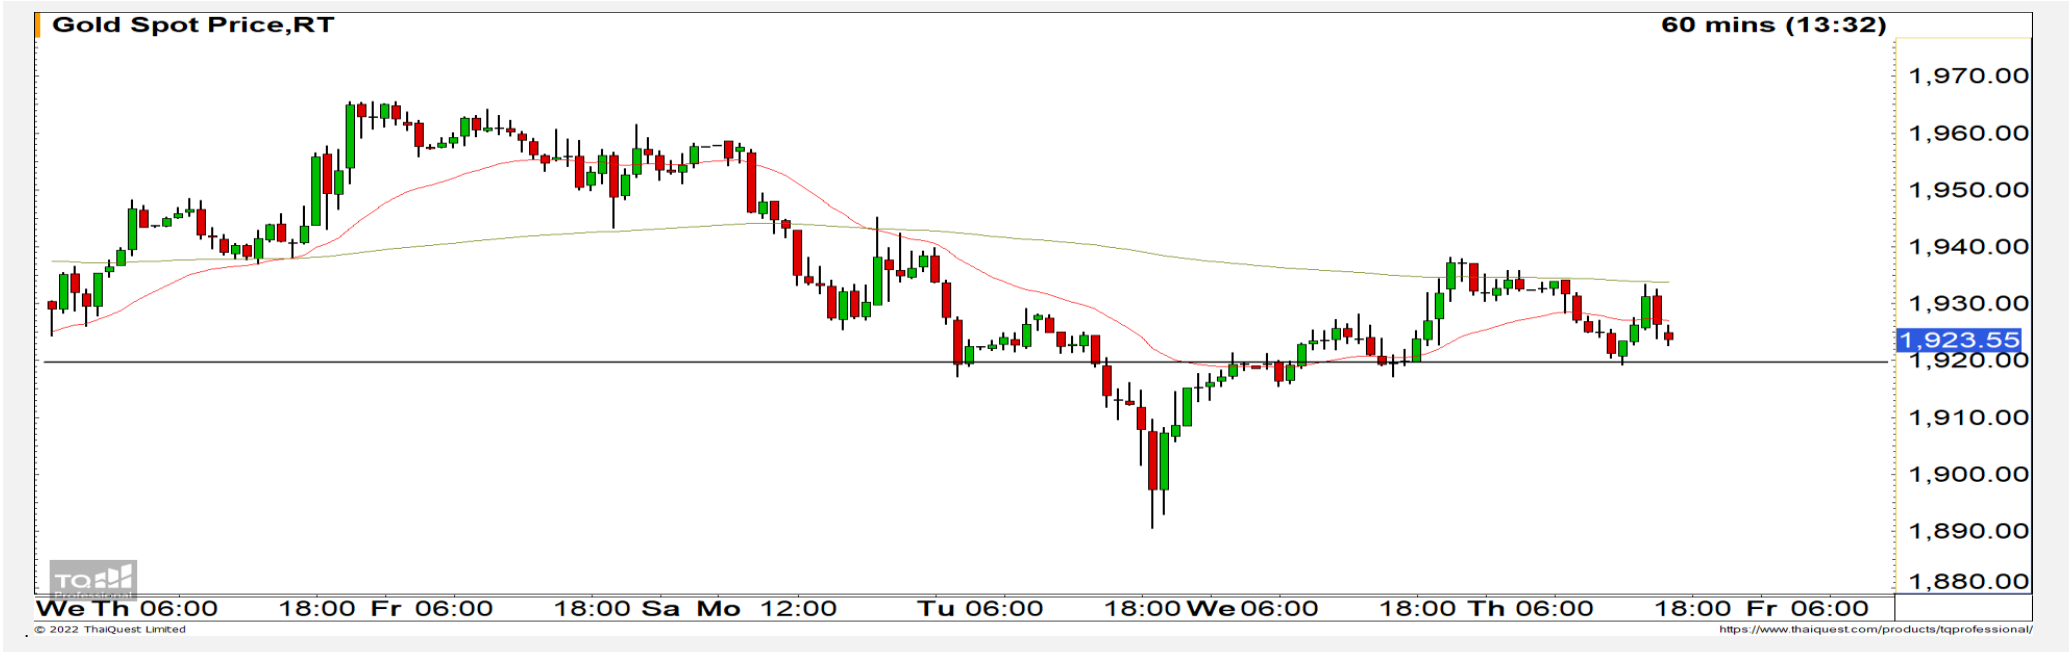 Gold Spot Price,RT 60 mins (13:32)
1,970.00
1,960.00
1,950.00
1,940.00
1,930.00
1,923.55
1,920.00
1,910.00
1,900.00
1,890.00
1,880.00
TQ
Professional
We Th 06:00 18:00 Fr 06:00 18:00 Sa Mo 12:00 Tu 06:00 18:00 We 06:00 18:00 Th 06:00 18:00 Fr 06:00
© 2022 ThaiQuest Limited https://www.thaiquest.com/products/tqprofessional/